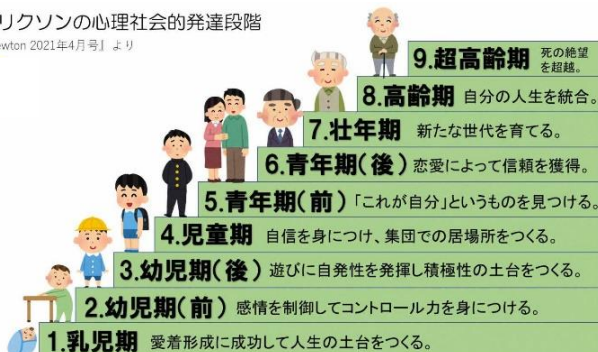 リクソンの心理社会的発達段階
ewton 2021年4月号』より
9.超高齢期 死の絶望
を超越。
8.高齢期 自分の人生を統合。
7.壮年期 新たな世代を育てる。
6.青年期(後) 恋愛によって信頼を獲得。
5.青年期(前) 「これが自分」というものを見つける。
4.児童期 自信を身につけ、集団での居場所をつくる。
3.幼児期(後) 遊びに自発性を発揮し積極性の土台をつくる。
2.幼児期(前) 感情を制御してコントロール力を身につける。
1.乳児期 愛着形成に成功して人生の土台をつくる。